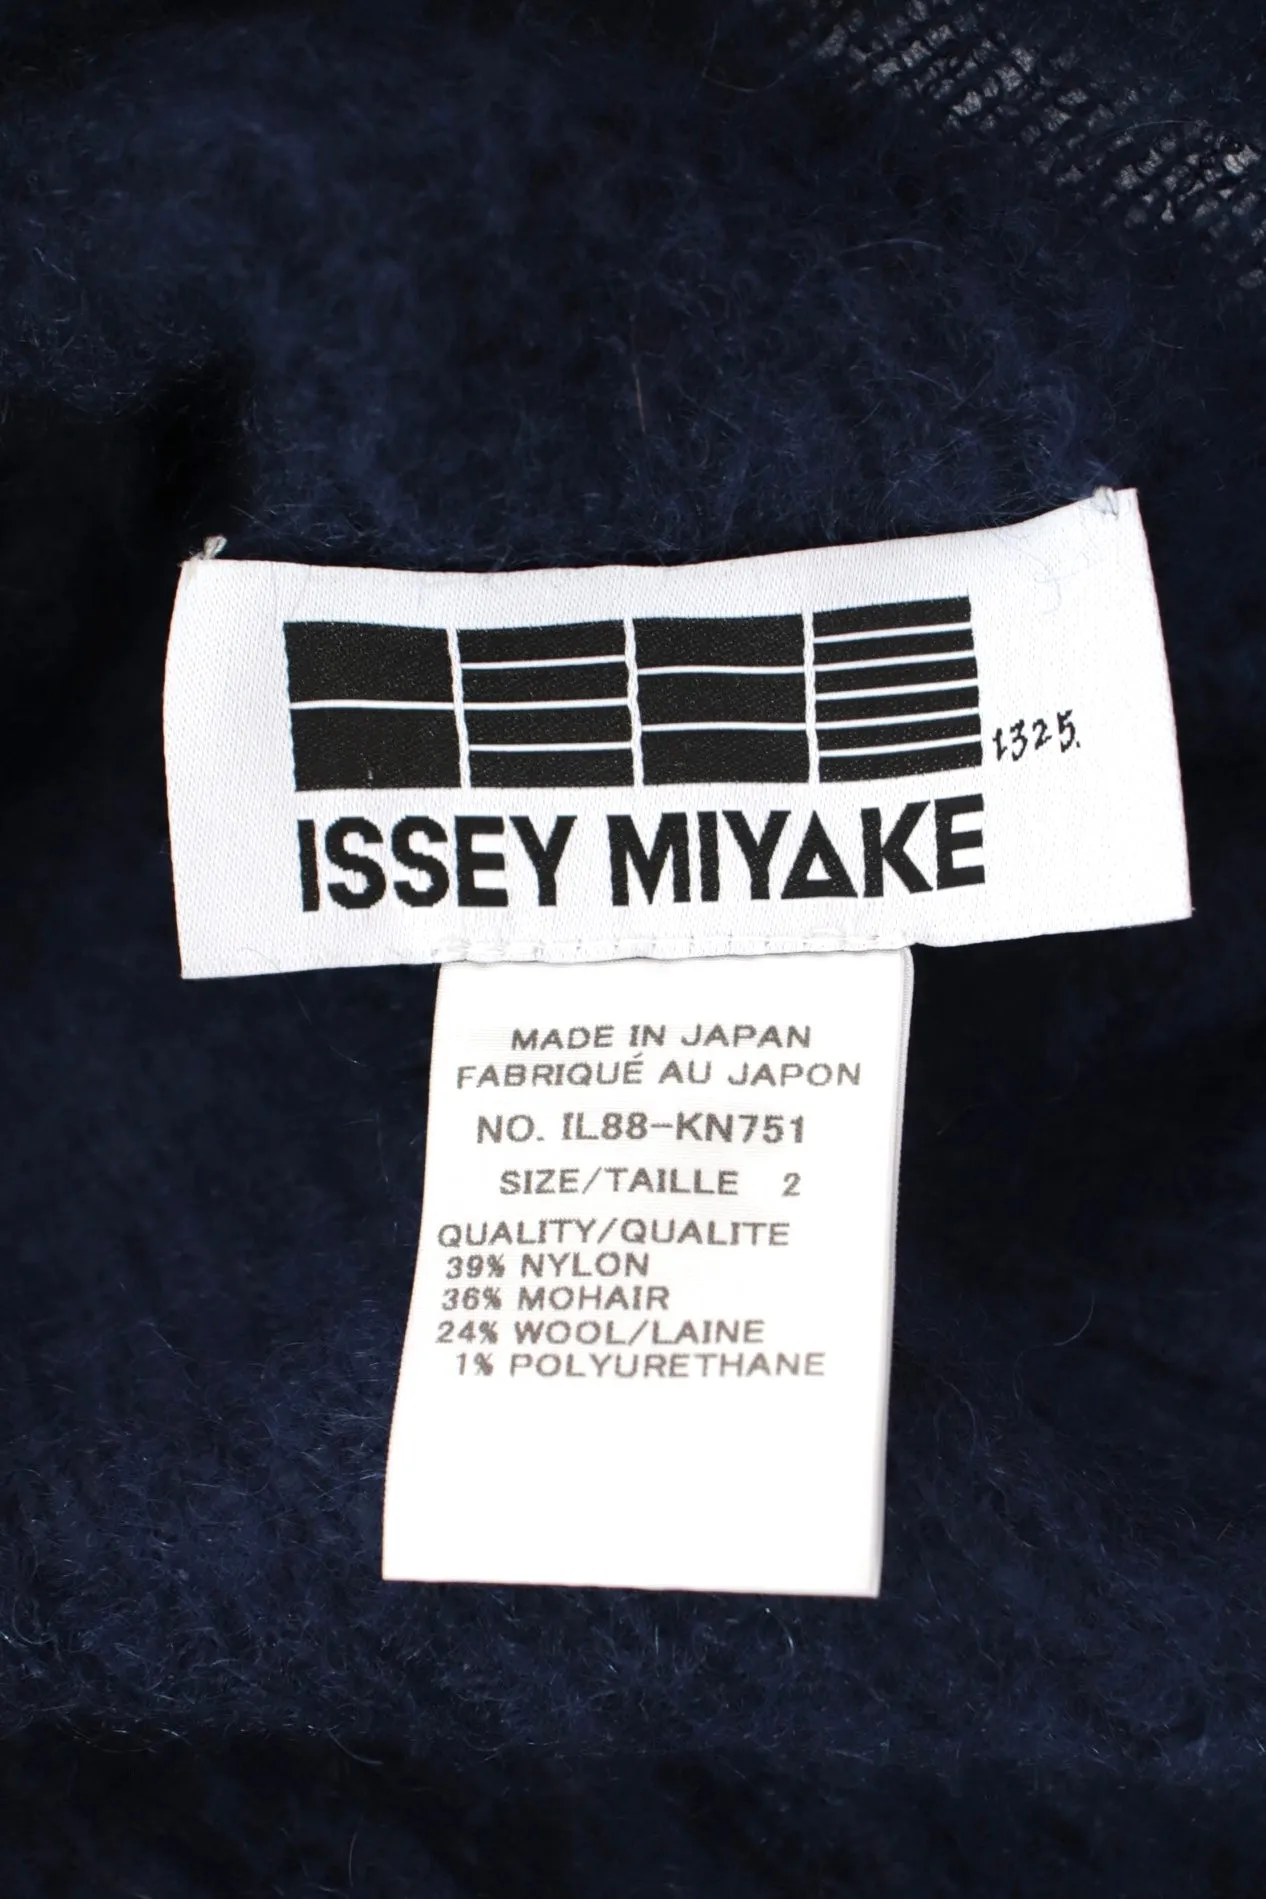 1325.
ISSEY MIYAKE
MADE IN JAPAN
FABRIQUÉ AU JAPON
NO. IL88-KN751
SIZE/TAILLE 2
QUALITY/QUALITE
39% NYLON
36% MOHAIR
24% WOOL/LAINE
1% POLYURETHANE